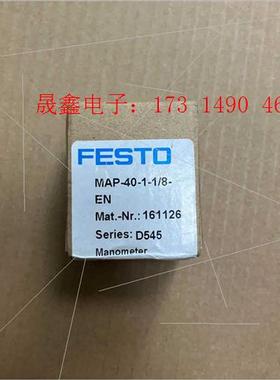 晟鑫电子：173 1490 46
FESTO
MAP-40-1-1/8-
EN
Mat.-Nr.: 161126
Series: D545
Manometer